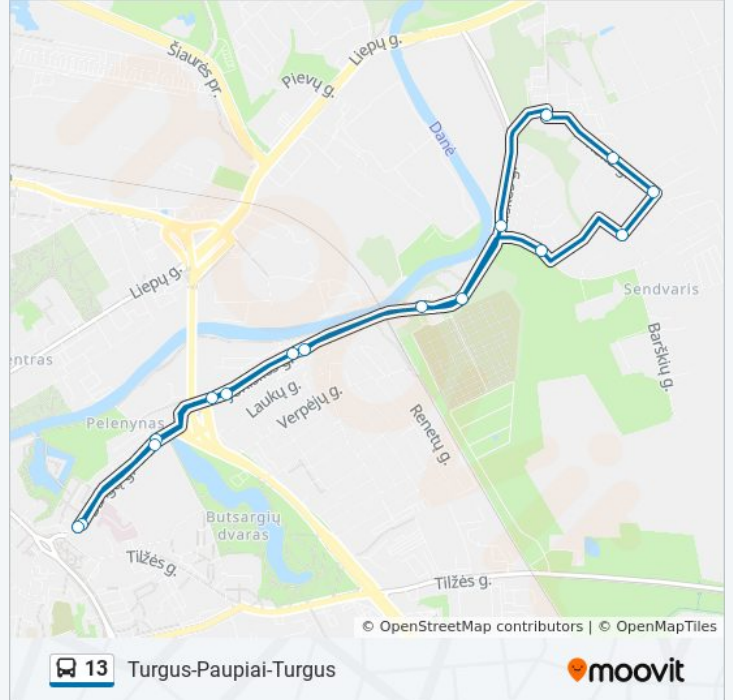 Liepų g.
Šiaurės pr.
Pievų g.
Danė
Sendvaris
Liepų g.
entras
Barškių g.
Laukų g.
Verpėjų g.
Renetų g.
Pelenynas
Butsargių
dvaras
Tilžės g.
Tilžės g.
© OpenStreetMap contributors | © OpenMapTiles
13 Turgus-Paupiai-Turgus
moovit